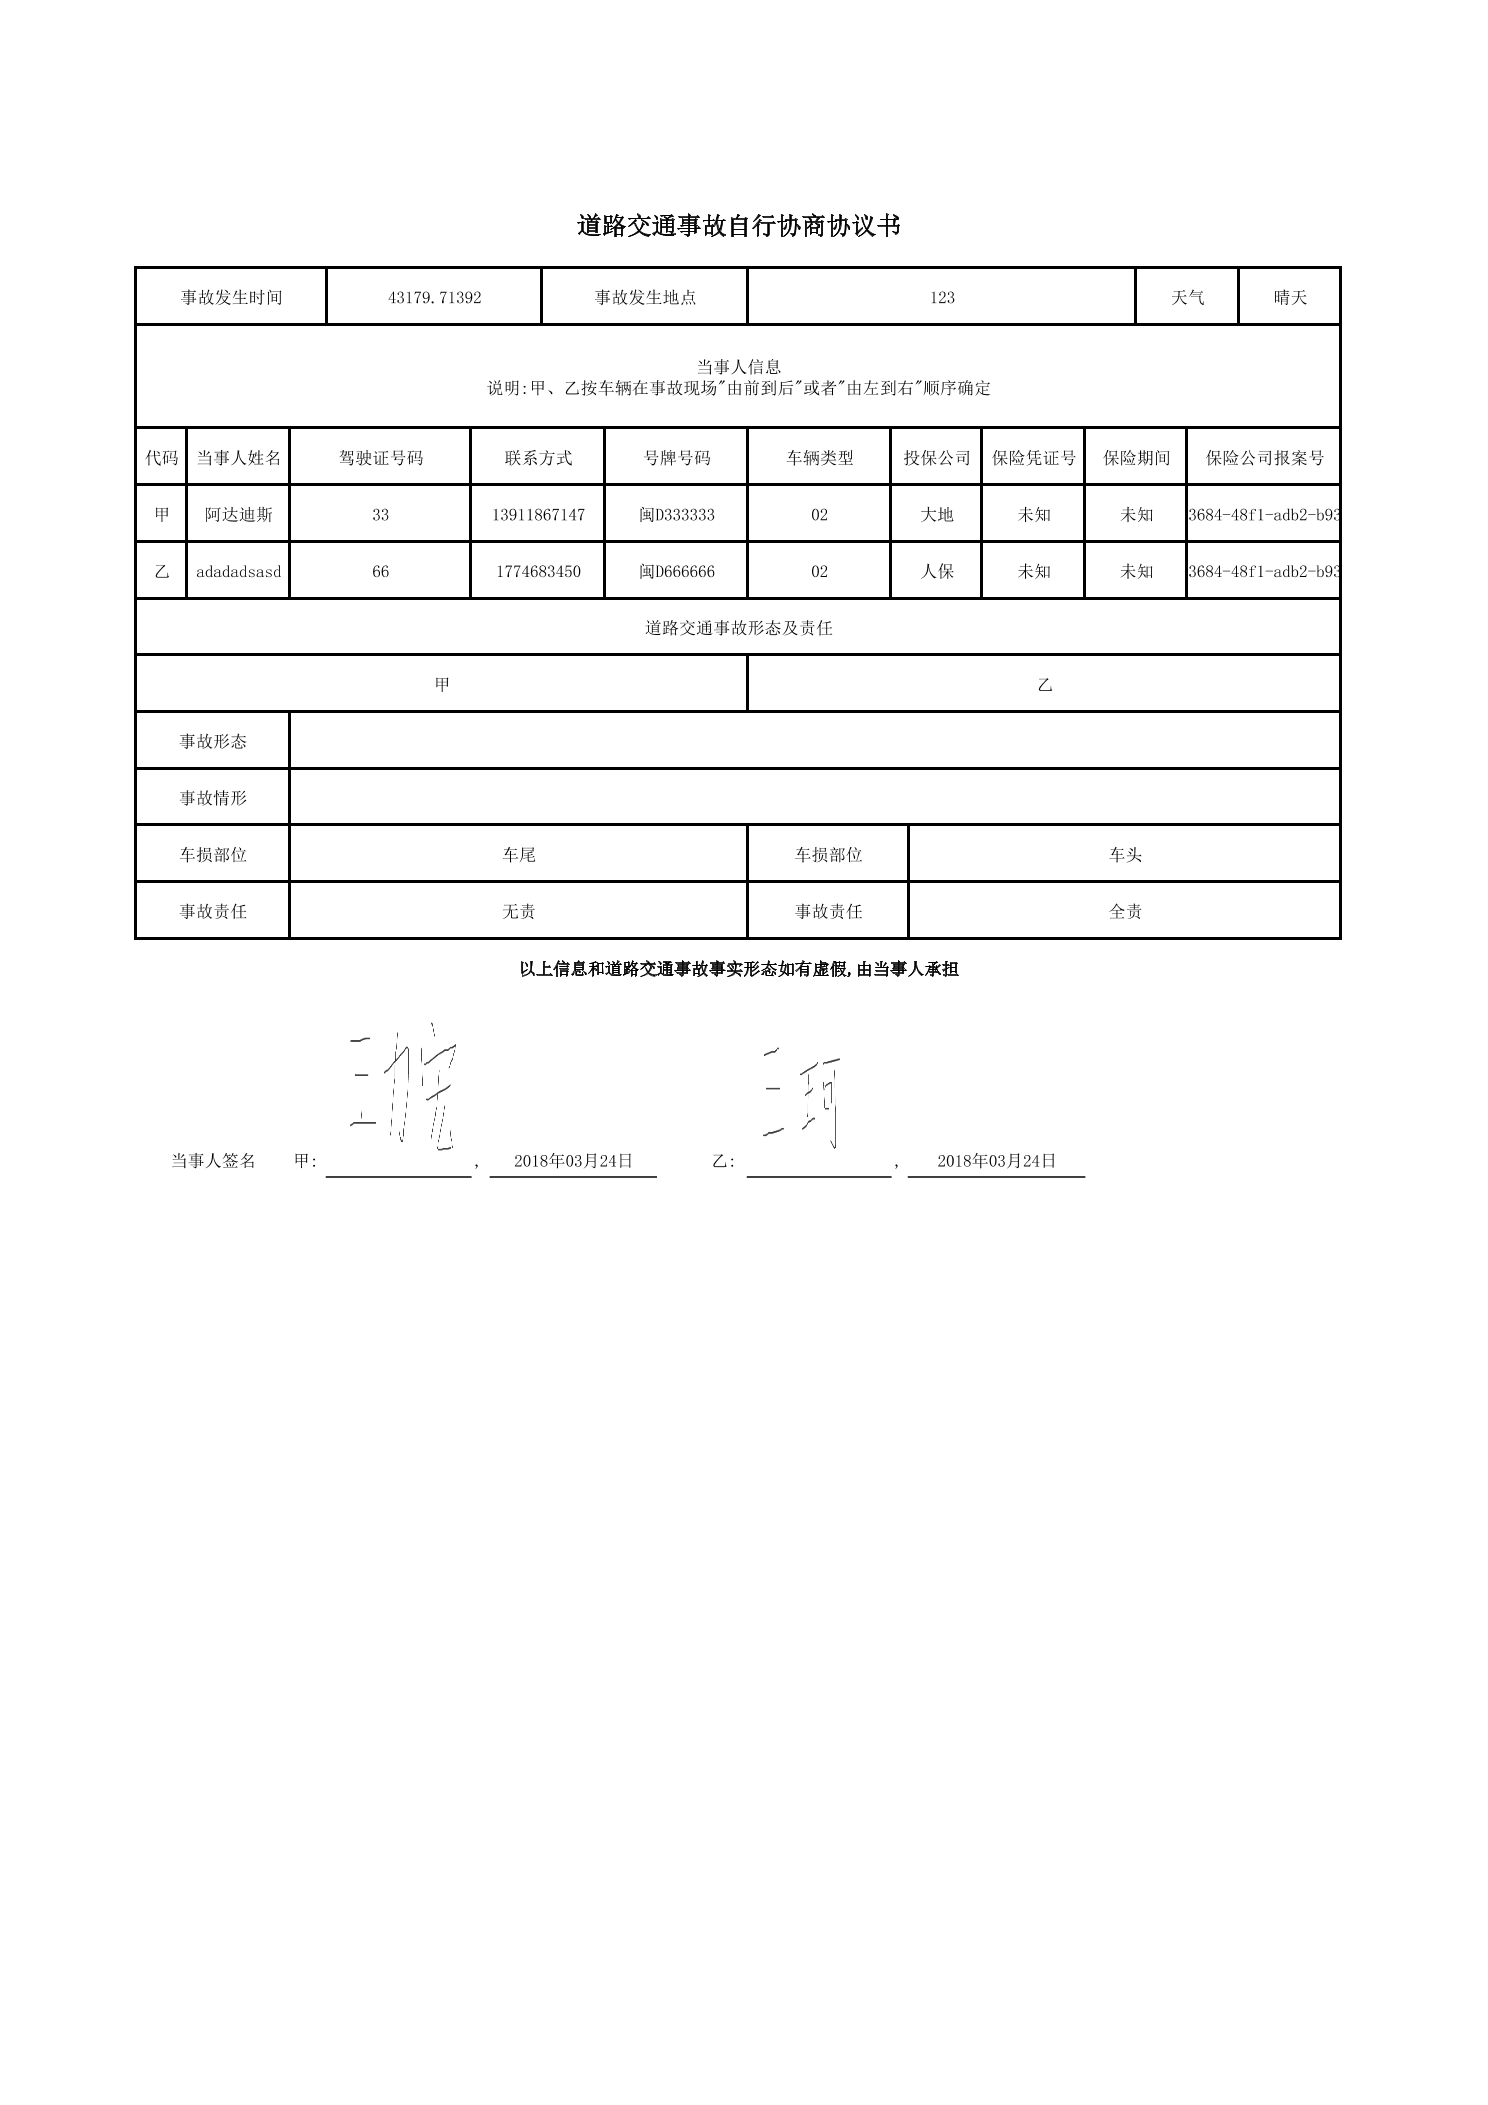 道路交通事故自行协商协议书
事故发生时间 43179.71392 事故发生地点 123 天气 晴天
当事人信息
说明:甲、乙按车辆在事故现场"由前到后"或者"由左到右"顺序确定
代码 当事人姓名 驾驶证号码 联系方式 号牌号码 车辆类型 投保公司 保险凭证号 保险期间 保险公司报案号
甲 阿达迪斯 33 13911867147 闽D333333 02 大地 未知 未知 3684-48f1-adb2-b93
乙 adadadsasd 66 1774683450 闽D666666 02 人保 未知 未知 3684-48f1-adb2-b93
道路交通事故形态及责任
甲 乙
事故形态
事故情形
车损部位 车尾 车损部位 车头
事故责任 无责 事故责任 全责
以上信息和道路交通事故事实形态如有虚假,由当事人承担
当事人签名 甲: , 2018年03月24日 乙: , 2018年03月24日